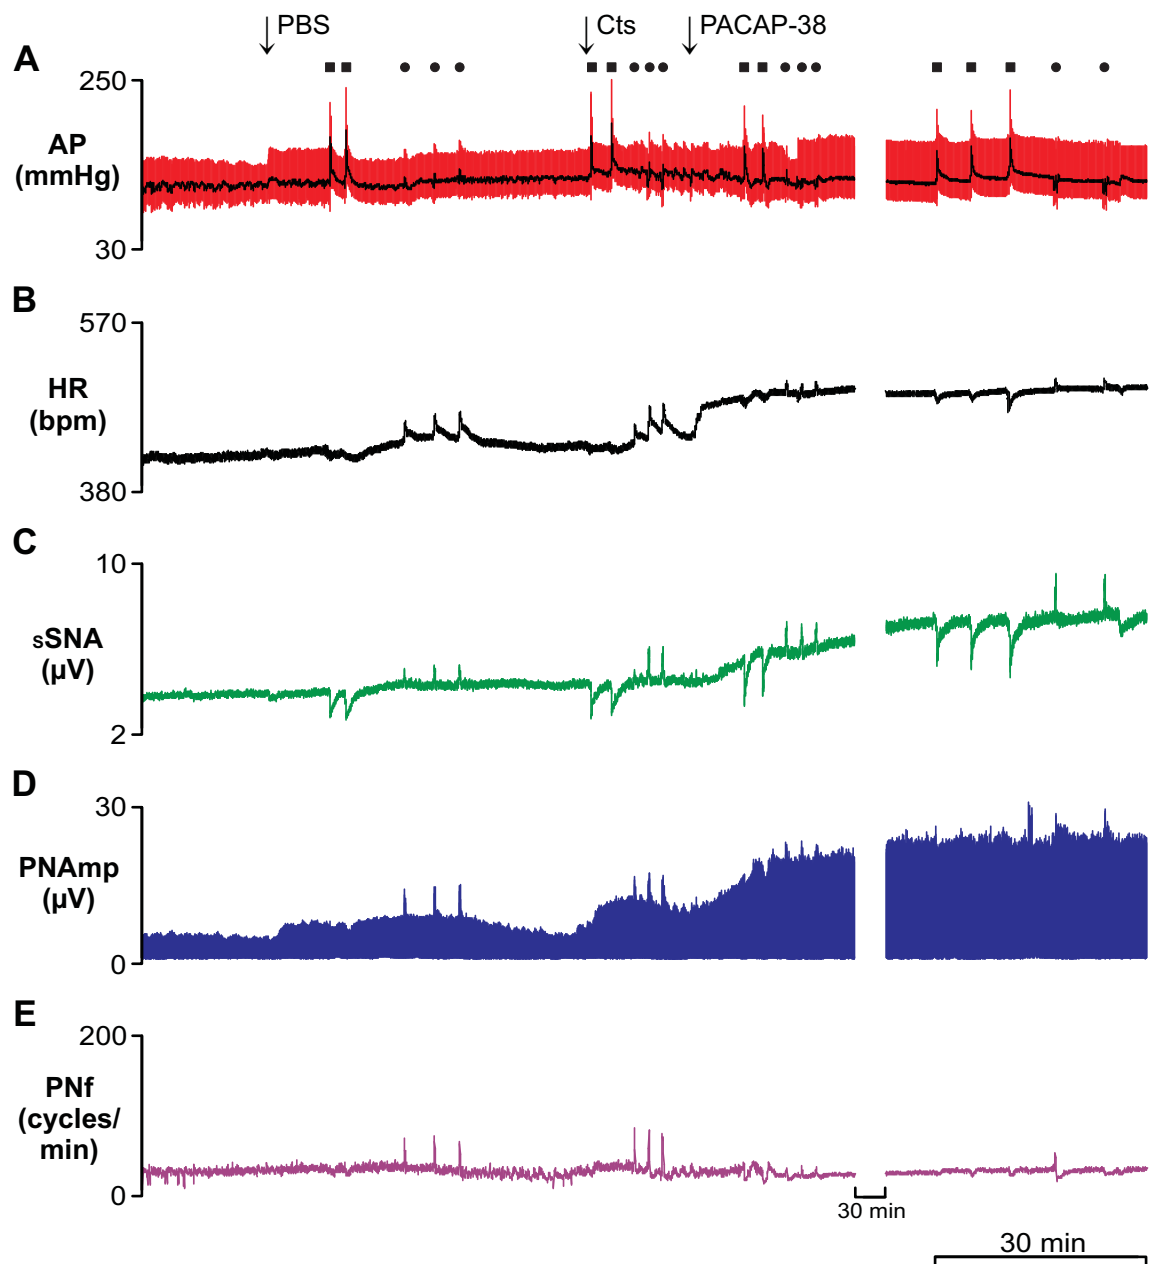 PBS
Cts
PACAP-38
A
250
AP
(mmHg)
30
B
570
HR
(bpm)
380
C
10
sSNA
(µV)
2
D
30
PNAmp
(µV)
0
E
200
PNf
(cycles/
min)
0
30 min
30 min